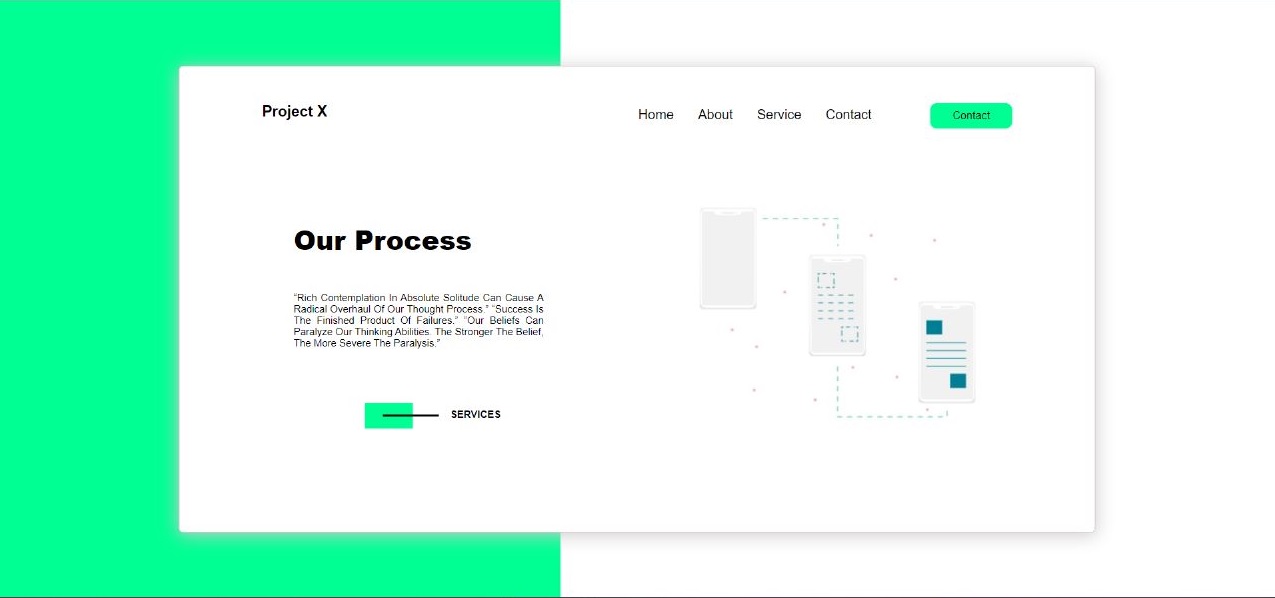 Project X
Home About Service Contact
Contact
Our Process
“Rich Contemplation In Absolute Solitude Can Cause A
Radical Overhaul Of Our Thought Process.” “Success Is
The Finished Product Of Failures.” “Our Beliefs Can
Paralyze Our Thinking Abilities. The Stronger The Belief,
The More Severe The Paralysis.”
SERVICES